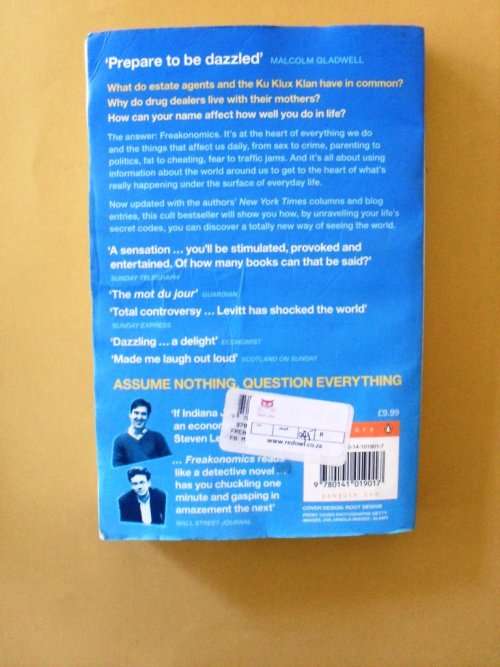 'Prepare to be dazzled' MALCOLM GLADWELL
What do estate agents and the Ku Klux Klan have in common?
Why do drug dealers live with their mothers?
How can your name affect how well you do in life?
The answer: Freakonomics. It's at the heart of everything we do
and the things that affect us daily, from sex to crime, parenting to
politics, fat to cheating, fear to traffic jams. And it's all about using
information about the world around us to get to the heart of what's
really happening under the surface of everyday life.
Now updated with the authors' New York Times columns and blog
entries, this cult bestseller will show you how, by unravelling your life's
secret codes, you can discover a totally new way of seeing the world.
'A sensation ... you'll be stimulated, provoked and
entertained. Of how many books can that be said?'
SUNDAY TELEGRAPH
'The mot du jour' GUARDIAN
'Total controversy ... Levitt has shocked the world'
SUNDAY EXPRESS
'Dazzling ... a delight' ECONOMIST
'Made me laugh out loud' SCOTLAND ON SUNDAY
ASSUME NOTHING, QUESTION EVERYTHING
£9.99
'If Indiana
an econo
Steven Le
www.redowl.co.za
... Freakonomics reads
like a detective novel ...
has you chuckling one
minute and gasping in
amazement the next'
WALL STREET JOURNAL
9 780141 019017
COVER DESIGN: ROOT DESIGN